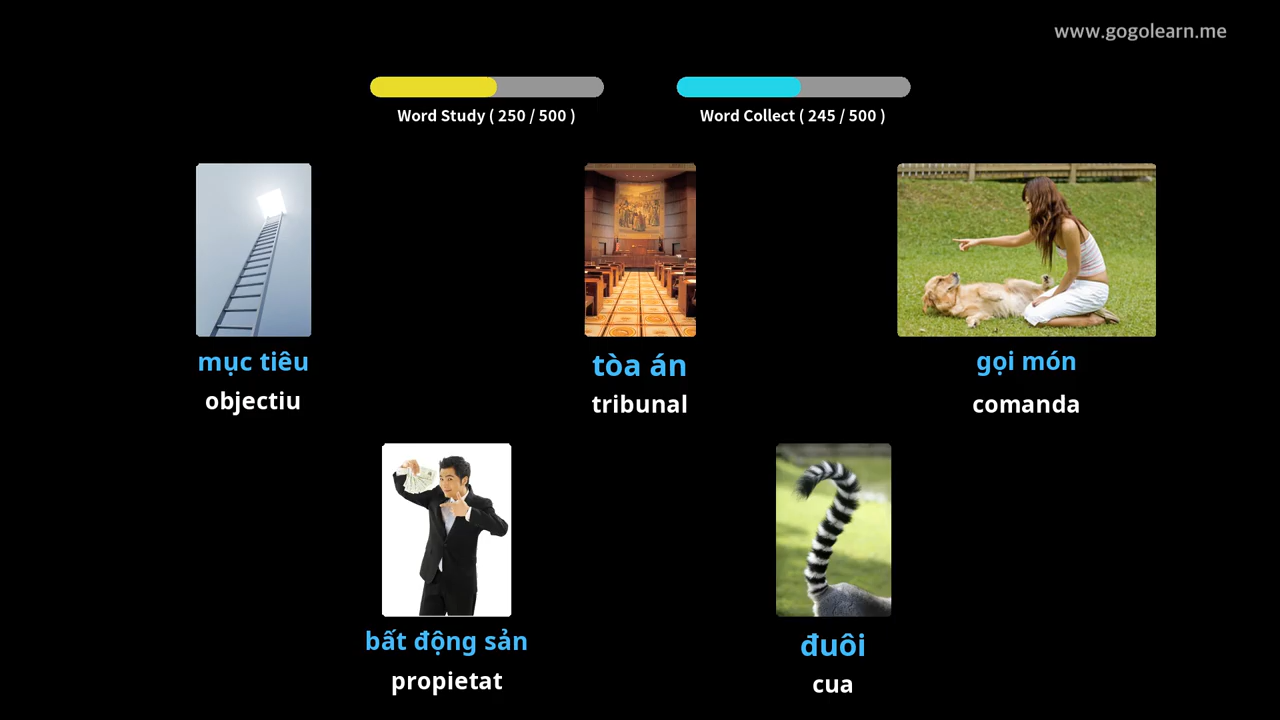 www.gogolearn.me
Word Study ( 250 / 500 )
Word Collect ( 245 / 500 )
mục tiêu
objectiu
tòa án
tribunal
gọi món
comanda
bất động sản
propietat
đuôi
cua